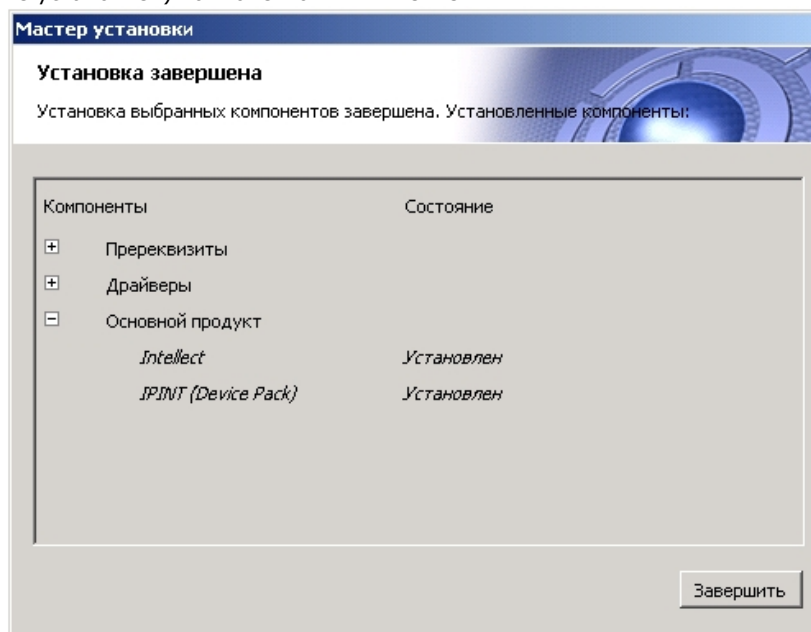 Мастер установки
Установка завершена
Установка выбранных компонентов завершена. Установленные компоненты:
Компоненты Состояние
Пререквизиты
Драйверы
Основной продукт
Intellect Установлен
IPINT (Device Pack) Установлен
Завершить